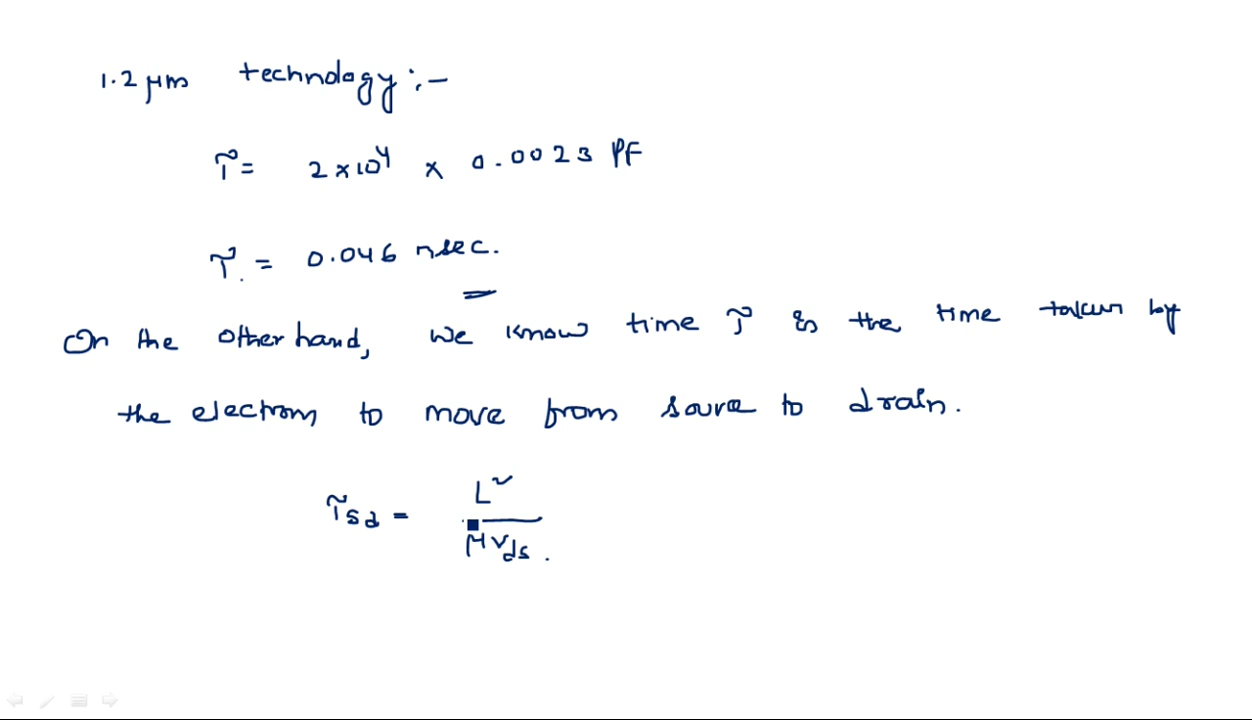 1.2 μm technology :-
τ = 2 × 10⁴ × 0.0023 PF
τ = 0.046 nsec.
On the other hand, we know time τ is the time taken by
the electrons to move from source to drain.
τsd = L² / μVds.